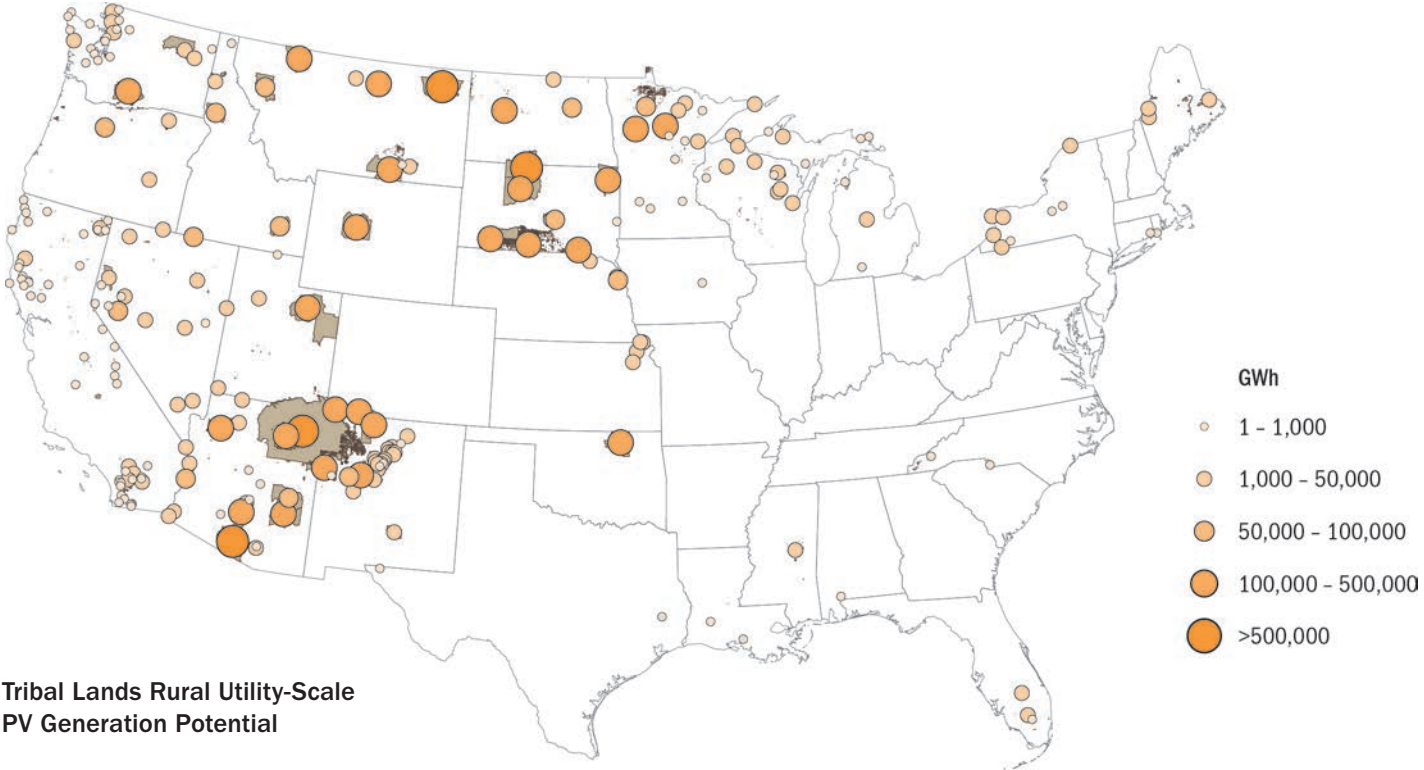 GWh
1 – 1,000
1,000 – 50,000
50,000 – 100,000
100,000 – 500,000
>500,000
Tribal Lands Rural Utility-Scale
PV Generation Potential